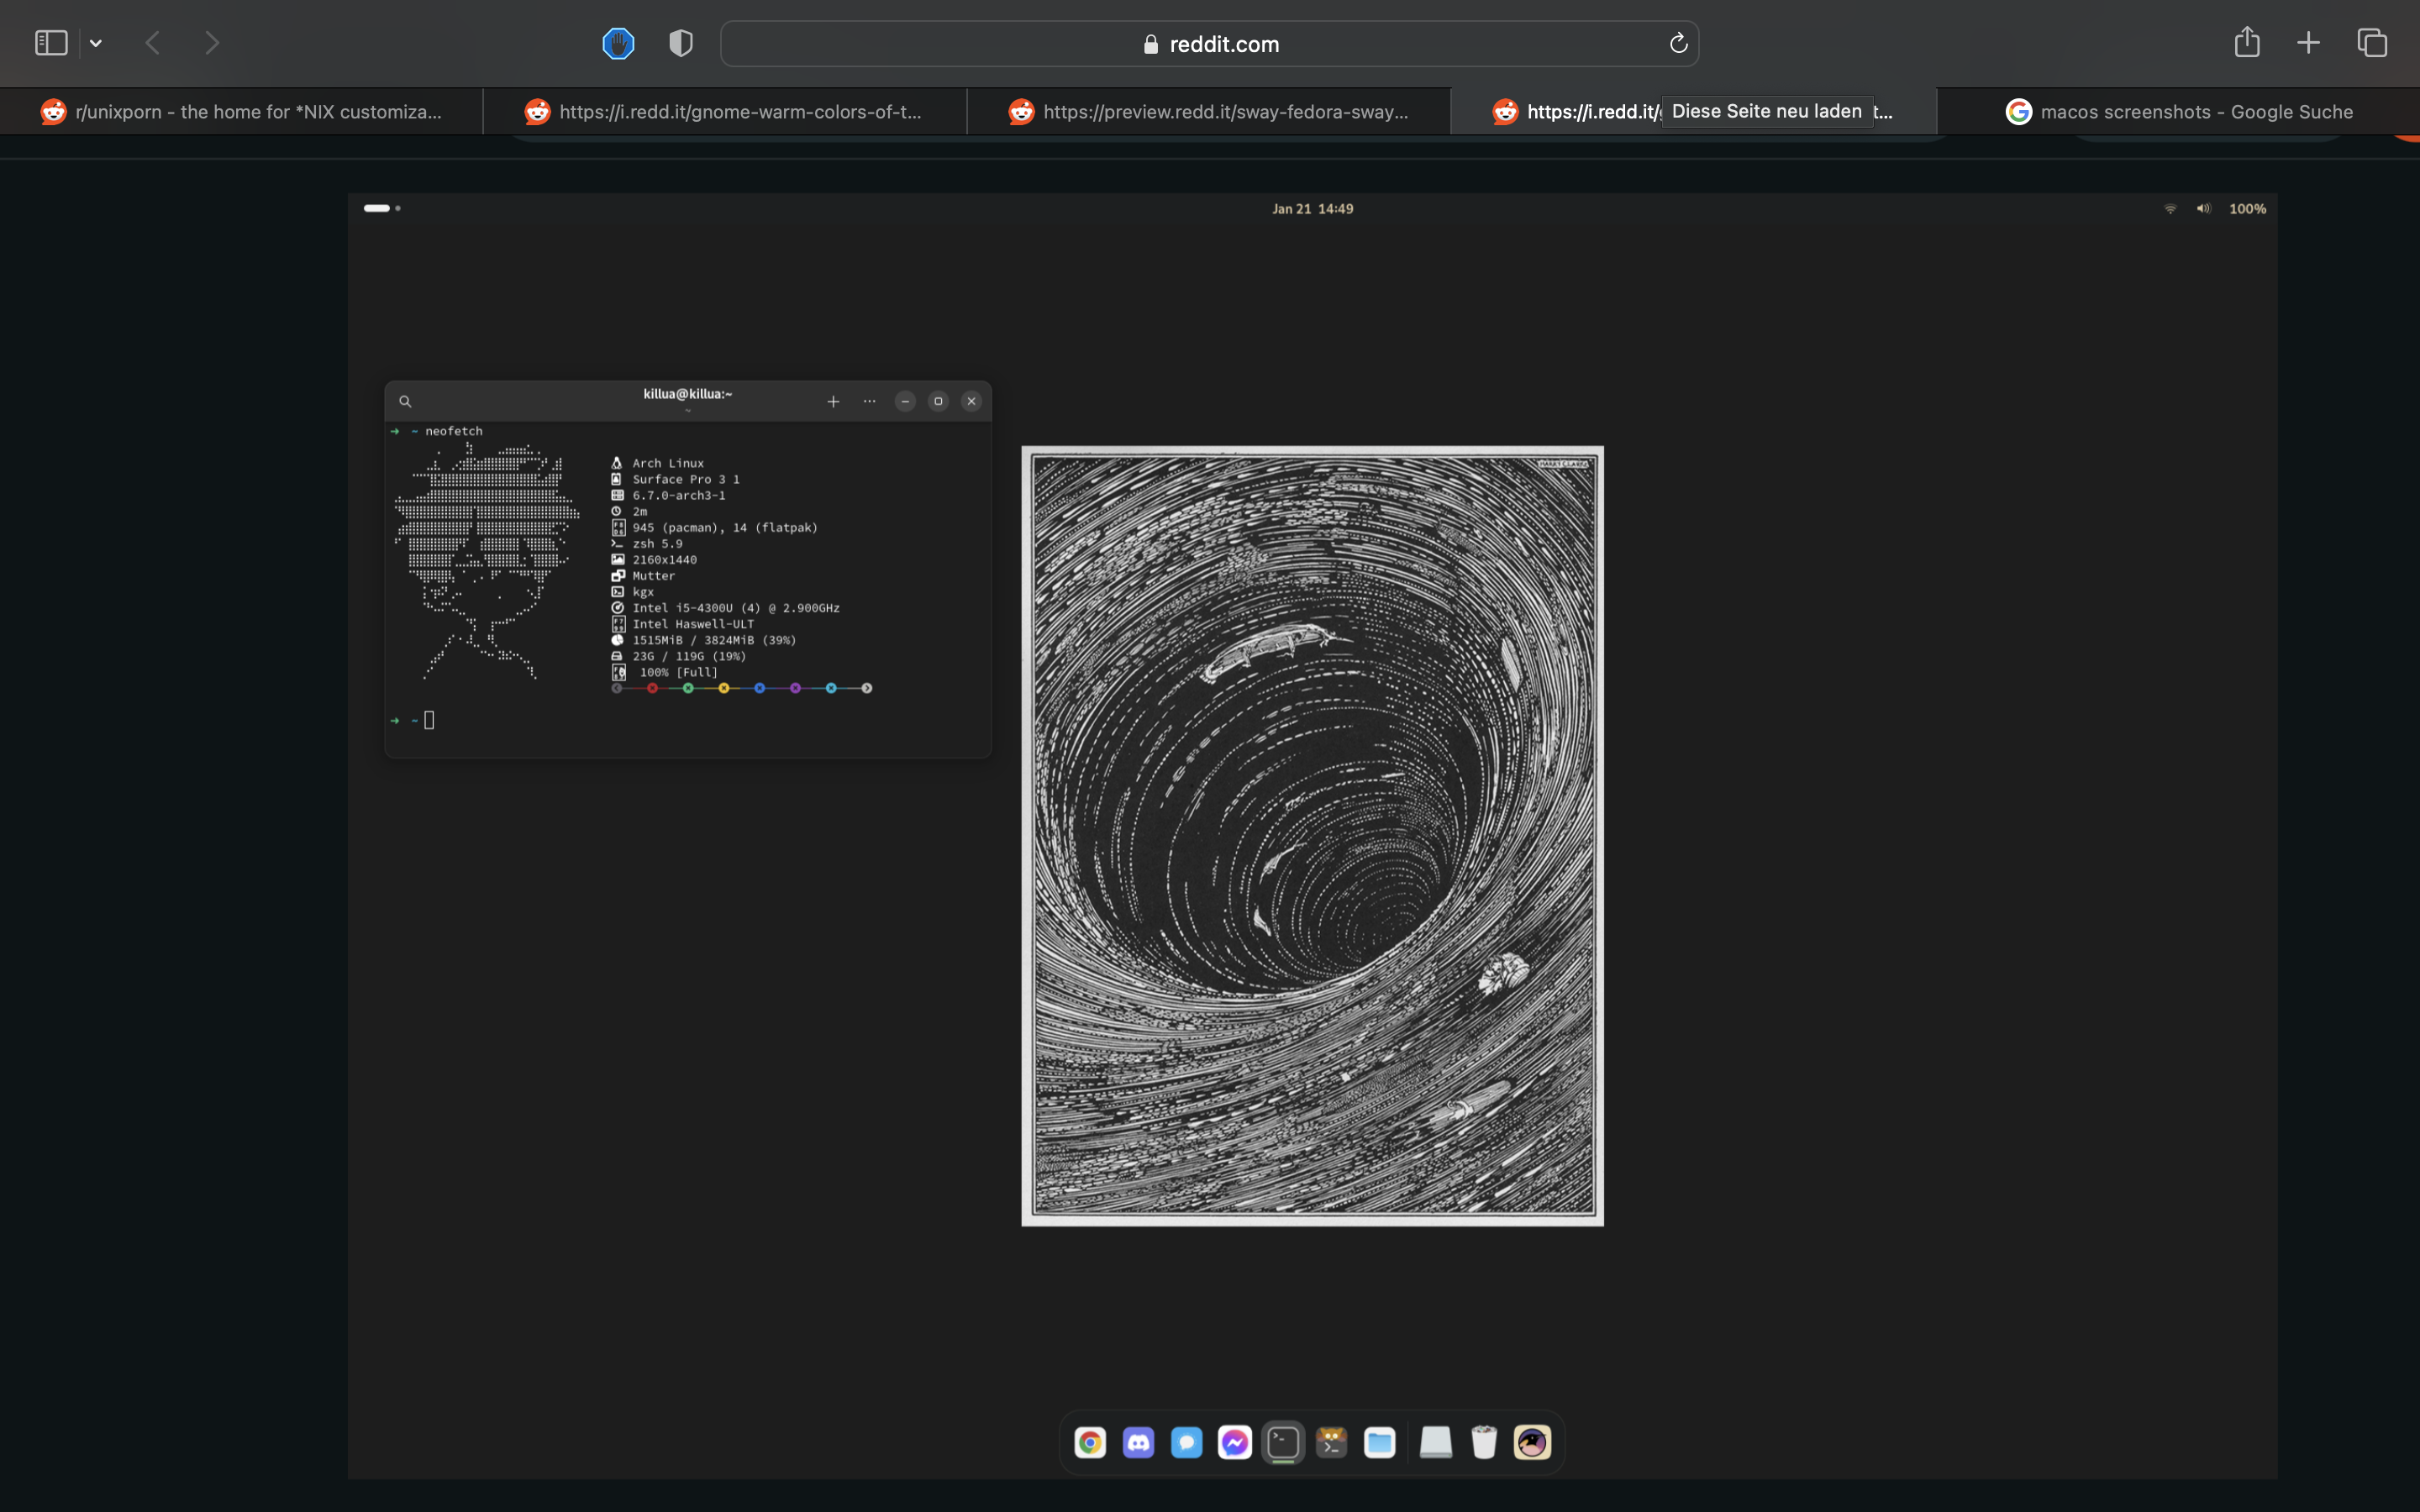 reddit.com
r/unixporn - the home for *NIX customiza...
https://i.redd.it/gnome-warm-colors-of-t...
https://preview.redd.it/sway-fedora-sway...
https://i.redd.it/
Diese Seite neu laden
t...
macos screenshots - Google Suche
Jan 21 14:49
100%
killua@killua:~
~
→ ~ neofetch
Arch Linux
Surface Pro 3 1
6.7.0-arch3-1
2m
945 (pacman), 14 (flatpak)
zsh 5.9
2160x1440
Mutter
kgx
Intel i5-4300U (4) @ 2.900GHz
Intel Haswell-ULT
1515MiB / 3824MiB (39%)
23G / 119G (19%)
100% [Full]
→ ~
HARRY CLARKE